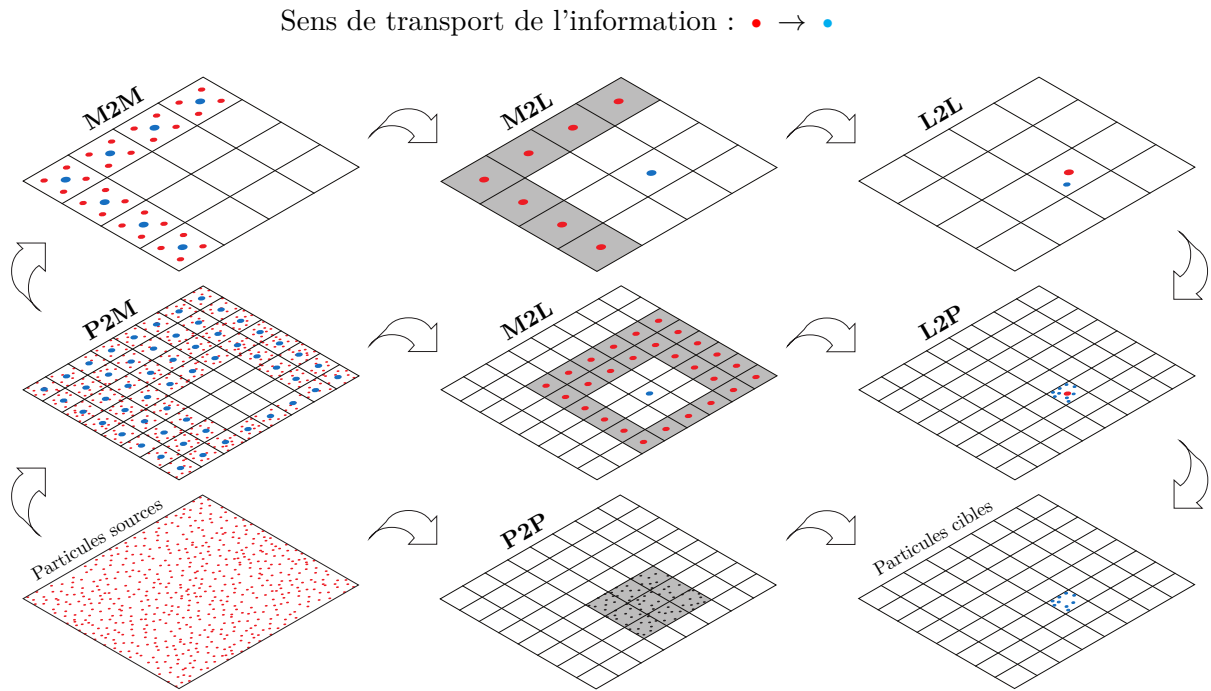 Sens de transport de l'information : • → •
M2M
M2L
L2L
P2M
M2L
L2P
Particules sources
P2P
Particules cibles